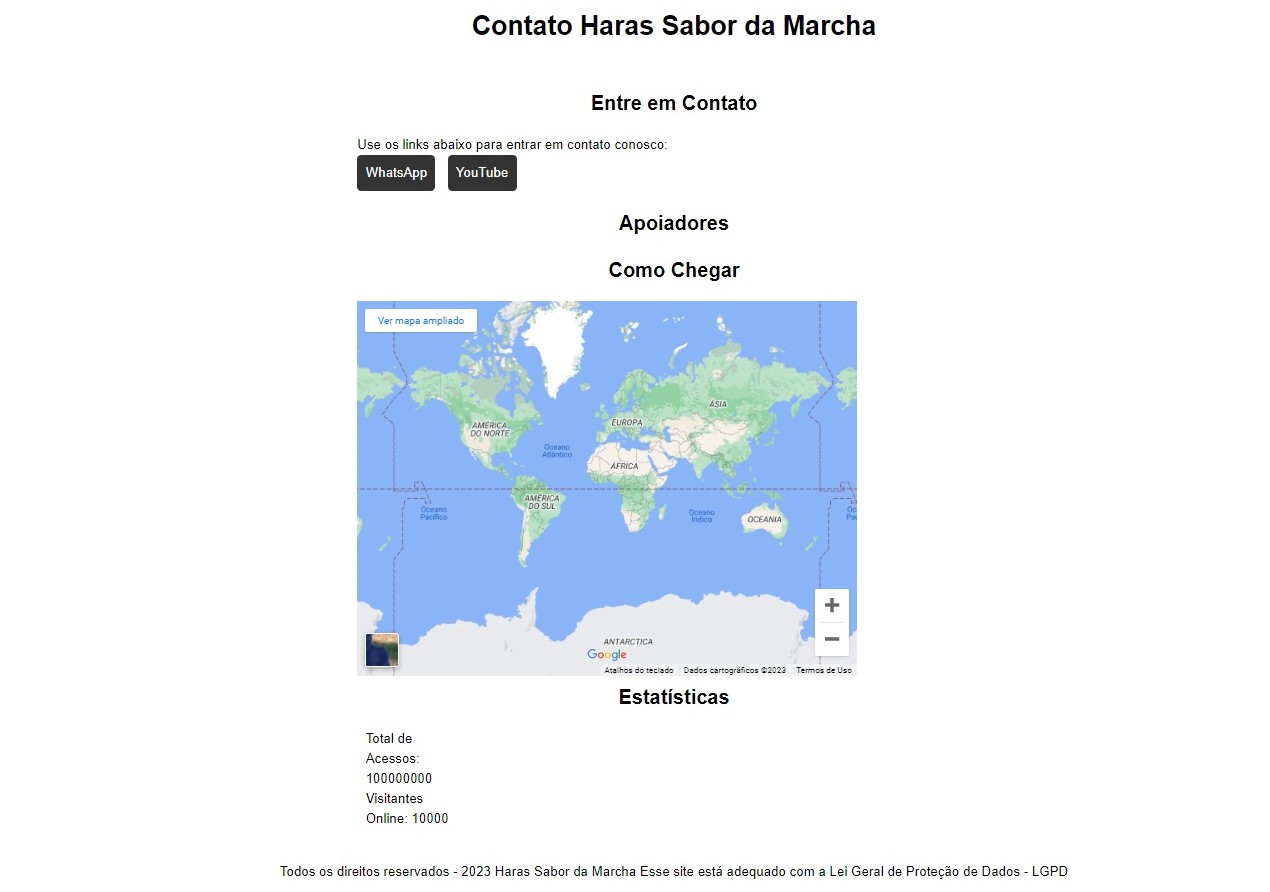 Contato Haras Sabor da Marcha
Entre em Contato
Use os links abaixo para entrar em contato conosco:
WhatsApp YouTube
Apoiadores
Como Chegar
Ver mapa ampliado
ÁSIA
EUROPA
AMÉRICA
DO NORTE
Oceano
Atlântico
ÁFRICA
AMÉRICA
DO SUL
Oceano
Pacífico
Oceano
Índico
OCEANIA
Oc
Pac
ANTARCTICA
Google
Atalhos do teclado Dados cartográficos ©2023 Termos de Uso
Estatísticas
Total de
Acessos:
100000000
Visitantes
Online: 10000
Todos os direitos reservados - 2023 Haras Sabor da Marcha Esse site está adequado com a Lei Geral de Proteção de Dados - LGPD